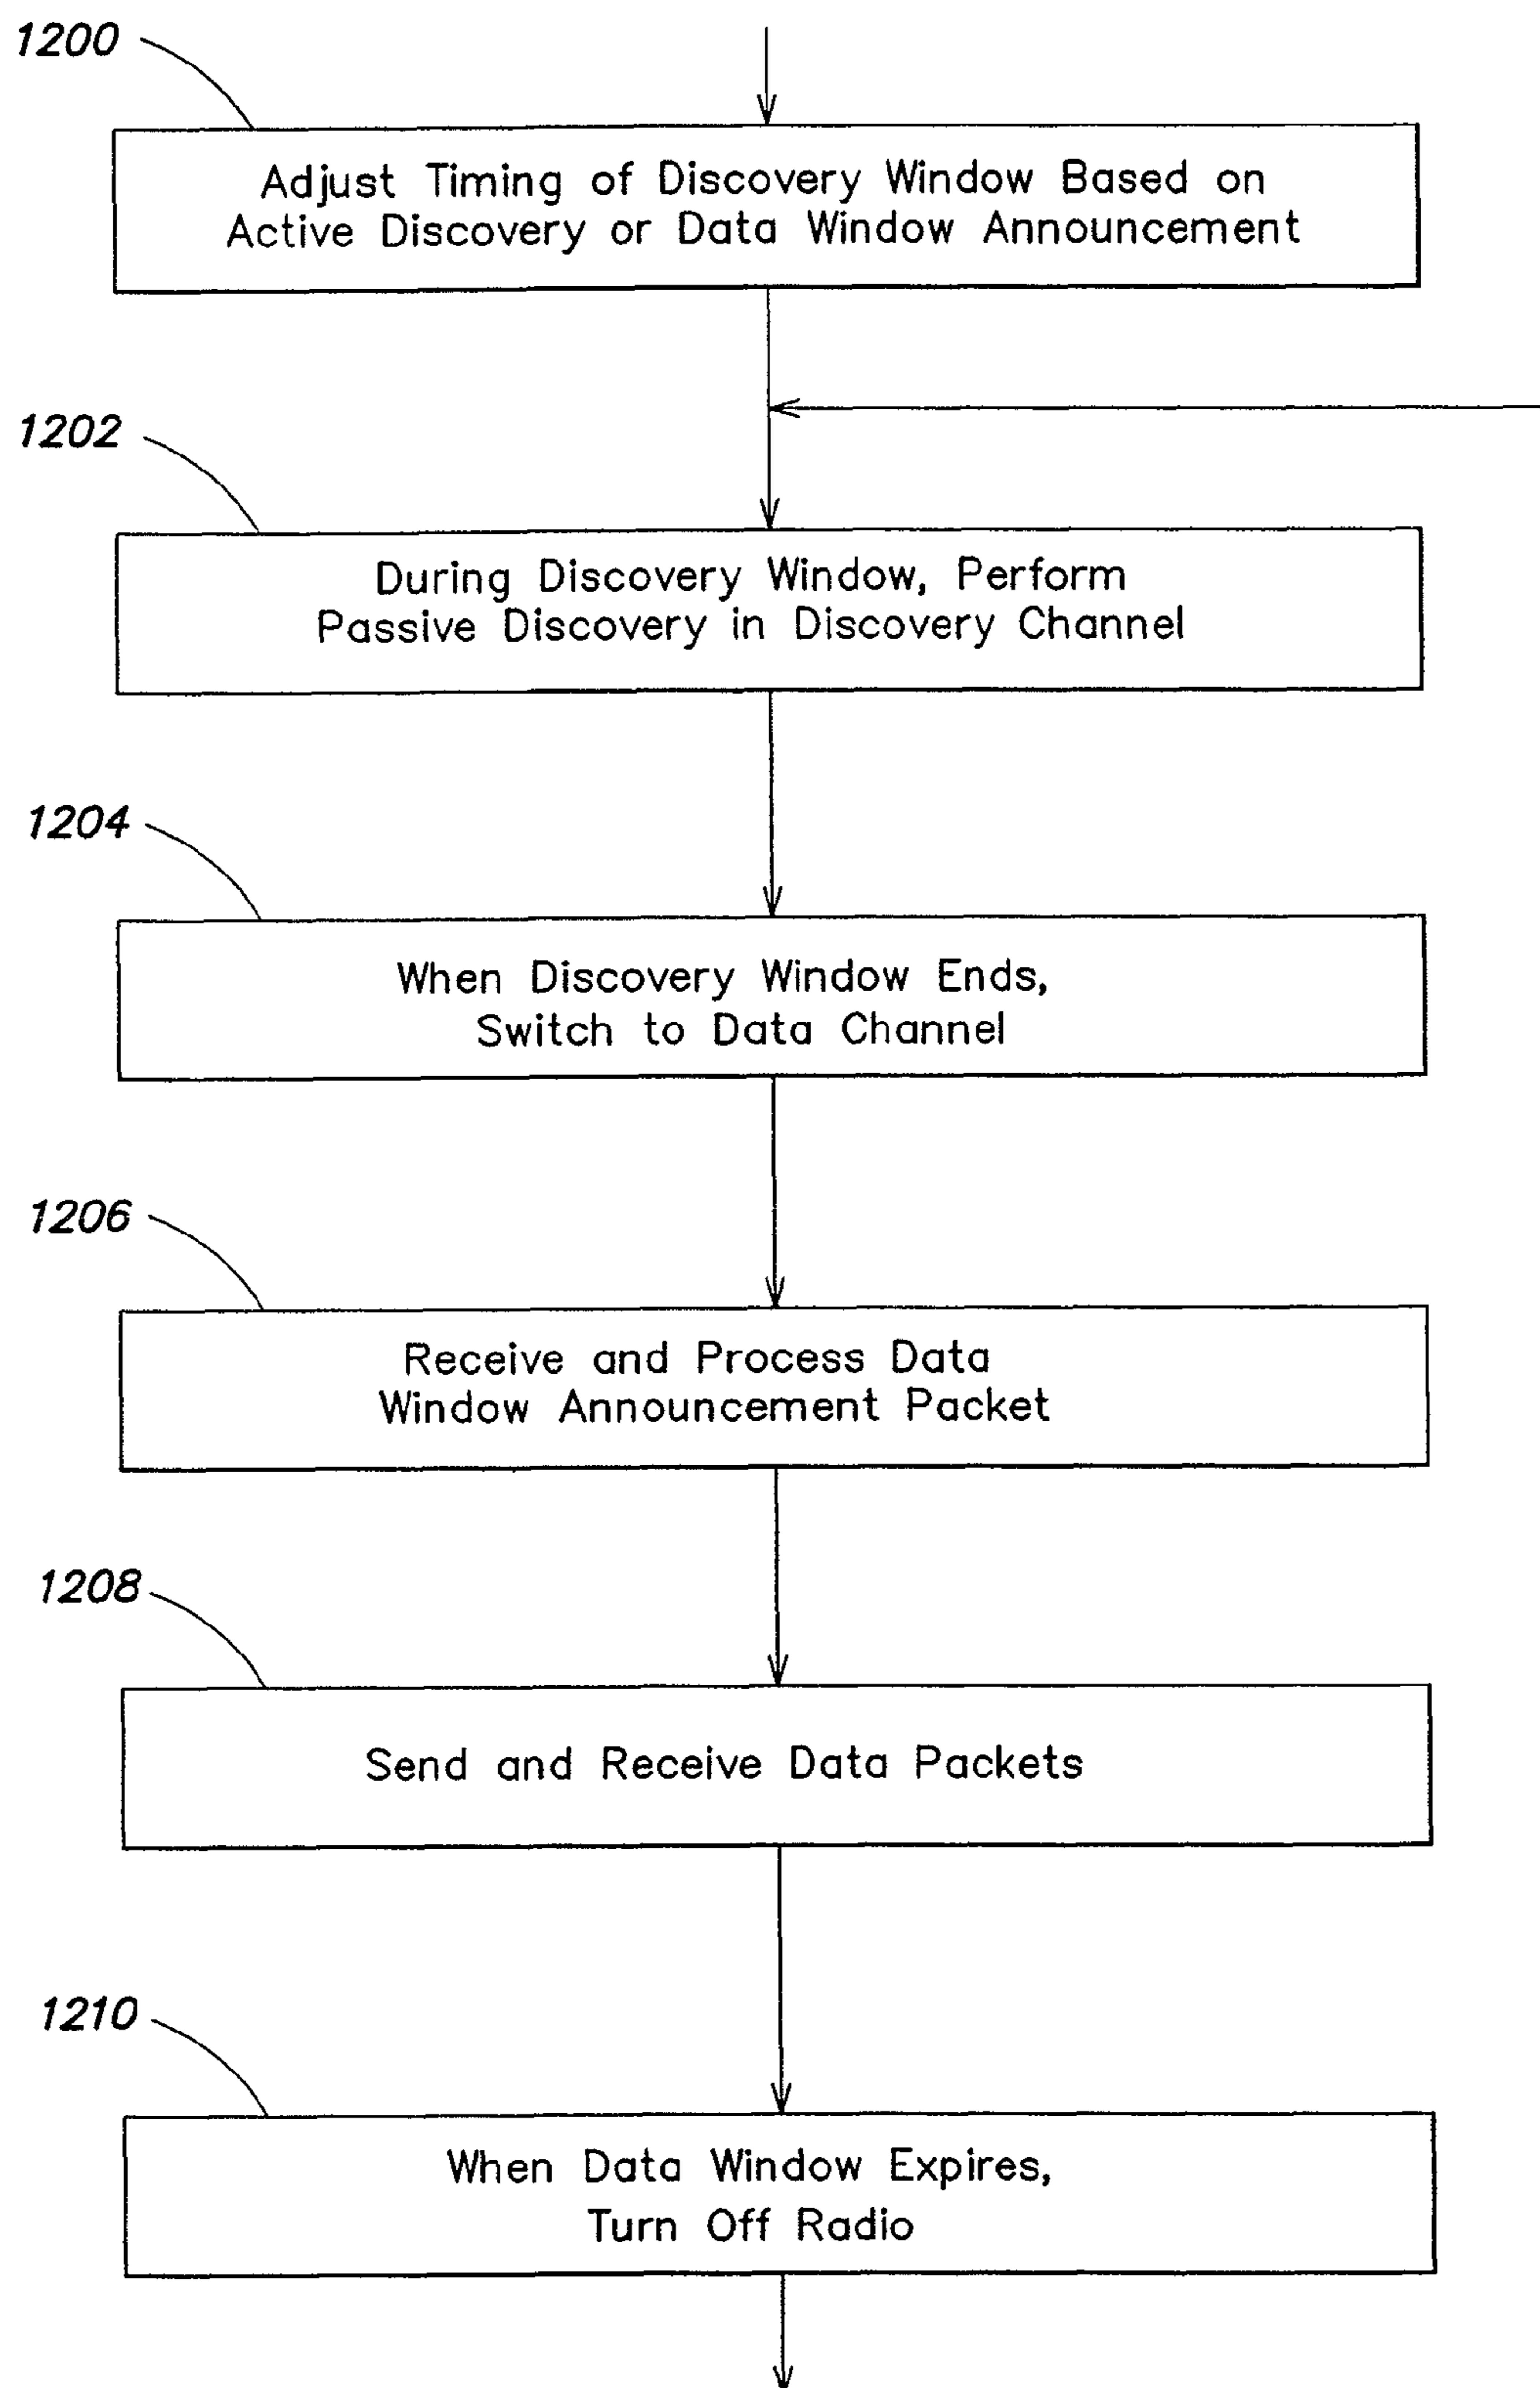 1200
Adjust Timing of Discovery Window Based on
Active Discovery or Data Window Announcement
1202
During Discovery Window, Perform
Passive Discovery in Discovery Channel
1204
When Discovery Window Ends,
Switch to Data Channel
1206
Receive and Process Data
Window Announcement Packet
1208
Send and Receive Data Packets
1210
When Data Window Expires,
Turn Off Radio